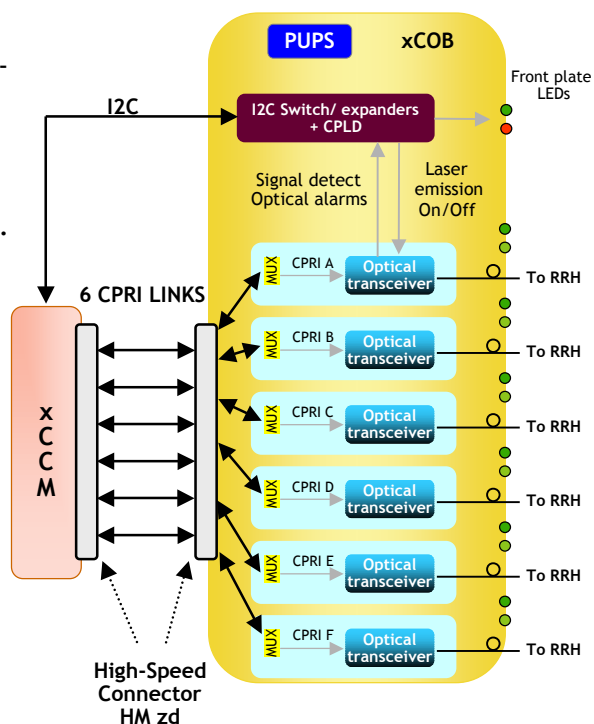 PUPS
xCOB
-
Front plate
LEDs
I2C
I2C Switch/ expanders
+ CPLD
Signal detect
Optical alarms
Laser
emission
On/Off
.
6 CPRI LINKS
MUX
CPRI A
Optical
transceiver
To RRH
MUX
CPRI B
Optical
transceiver
To RRH
x
C
C
M
MUX
CPRI C
Optical
transceiver
To RRH
MUX
CPRI D
Optical
transceiver
To RRH
MUX
CPRI E
Optical
transceiver
To RRH
MUX
CPRI F
Optical
transceiver
To RRH
High-Speed
Connector
HM zd